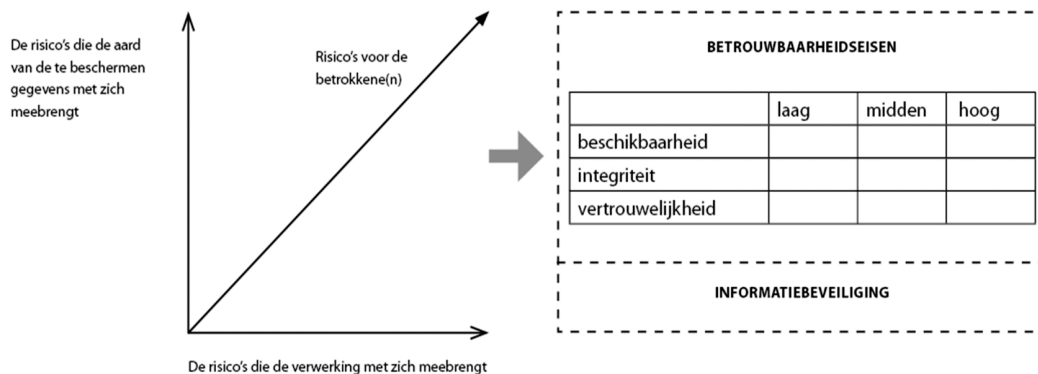 De risico's die de aard
van de te beschermen
gegevens met zich
meebrengt
Risico's voor de
betrokkene(n)
De risico's die de verwerking met zich meebrengt
BETROUWBAARHEIDSEISEN
laag midden hoog
beschikbaarheid
integriteit
vertrouwelijkheid
INFORMATIEBEVEILIGING